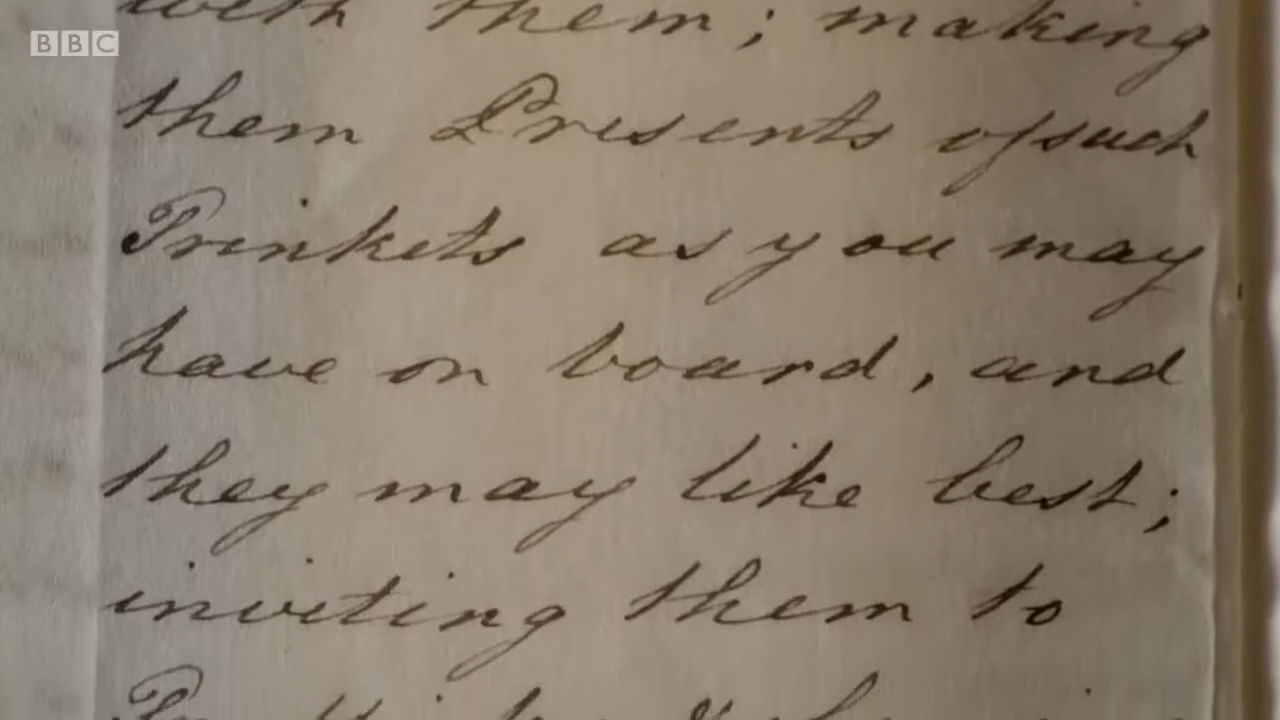 BBC
with them; making
them Presents of such
Trinkets as you may
have on board, and
they may like best;
inviting them to